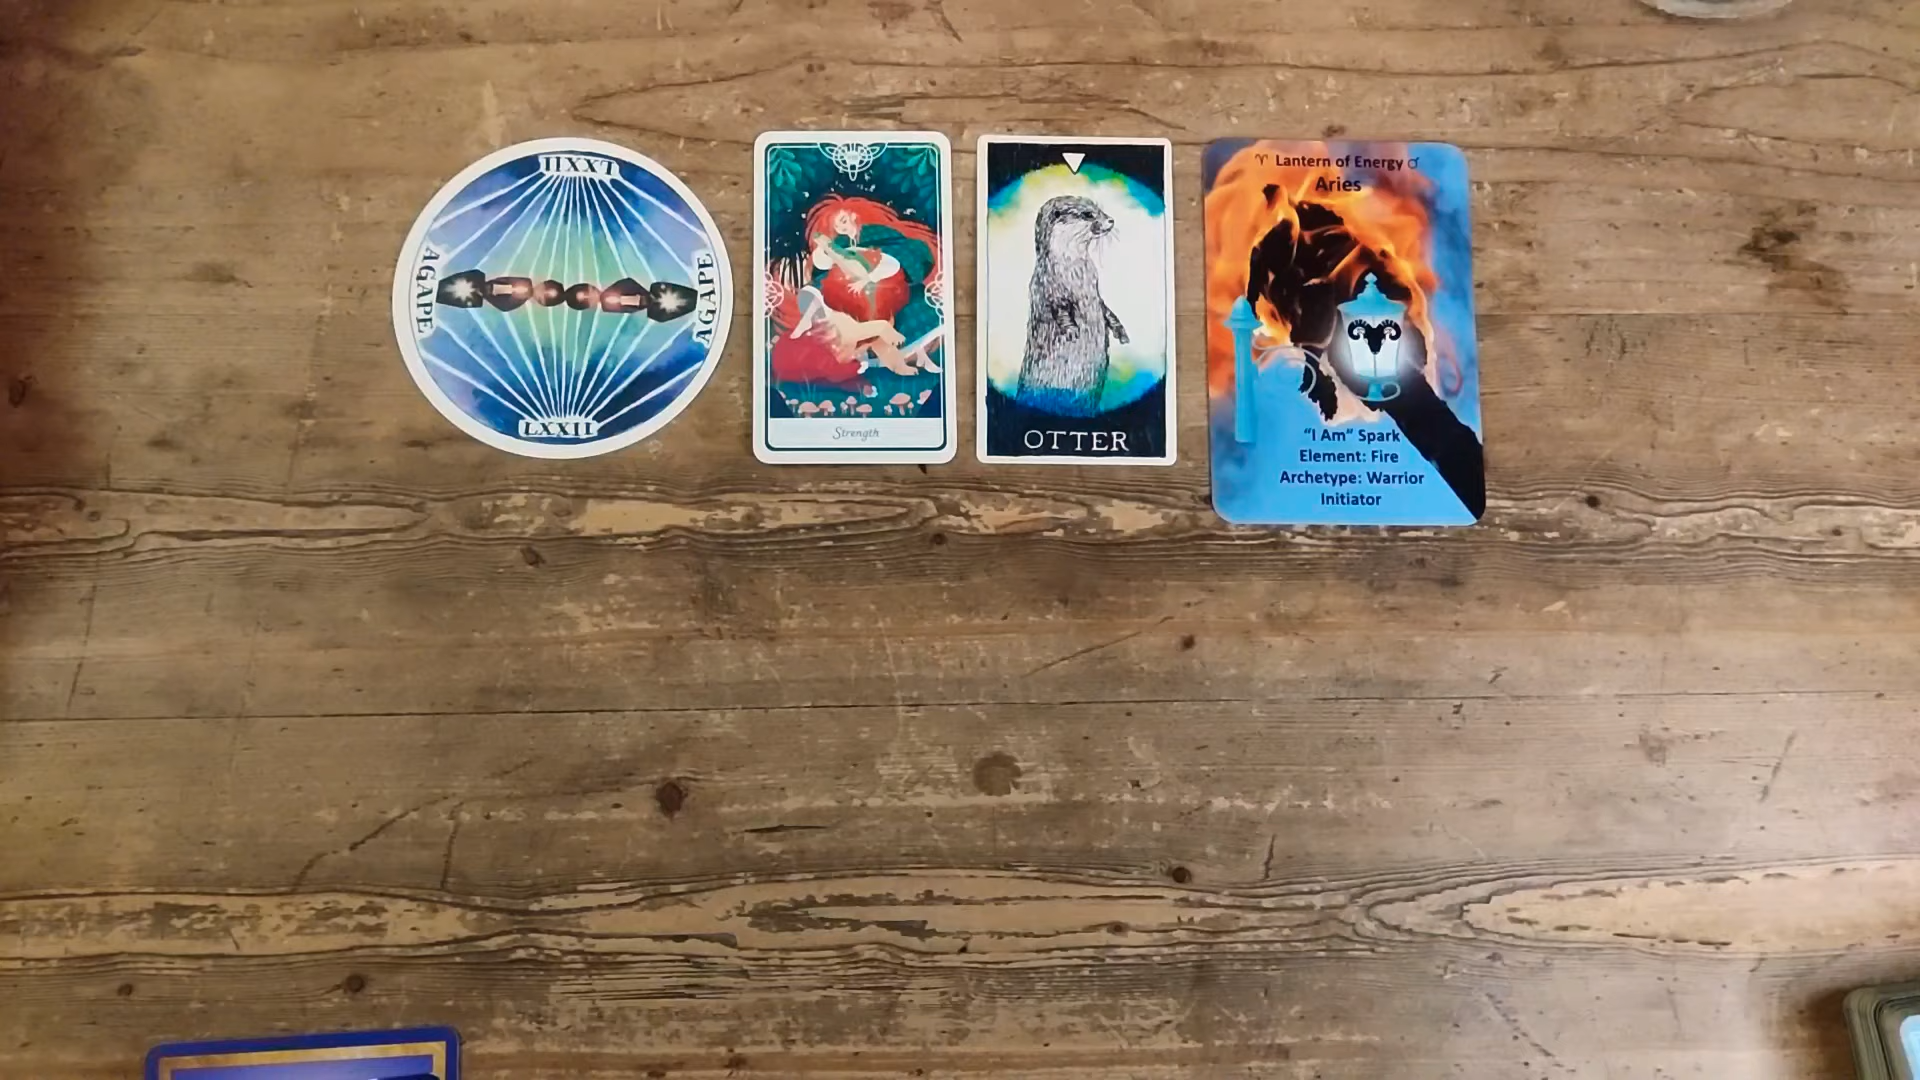 LXXII
AGAPE
AGAPE
LXXII
Strength
OTTER
♈ Lantern of Energy ♂
Aries
"I Am" Spark
Element: Fire
Archetype: Warrior
Initiator